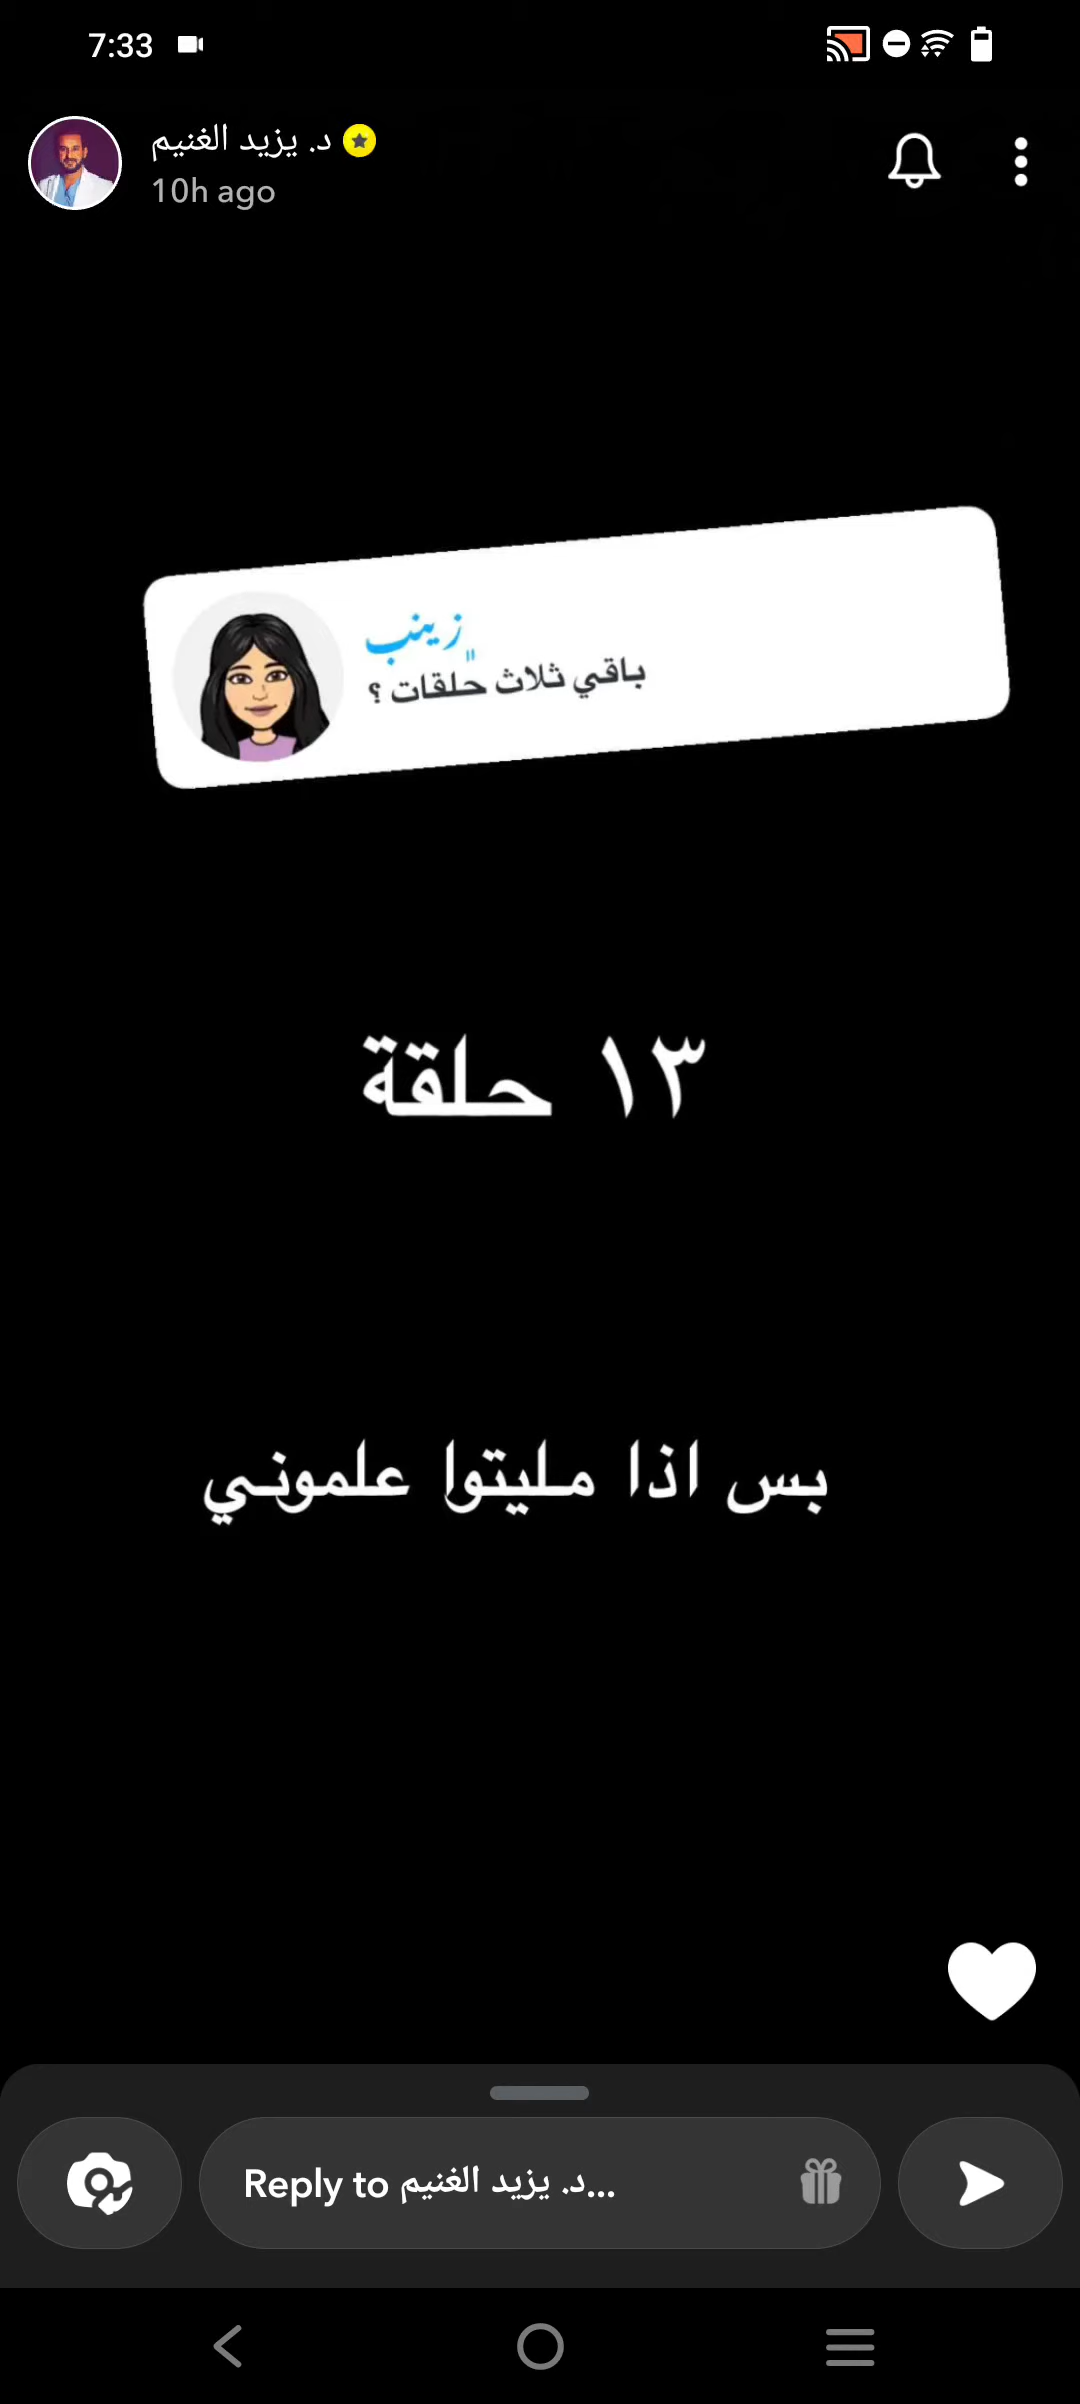 7:33
د. يزيد الغنيم
10h ago
زينب
باقي ثلاث حلقات ؟
١٣ حلقة
بس اذا مليتوا علموني
Reply to د. يزيد الغنيم...